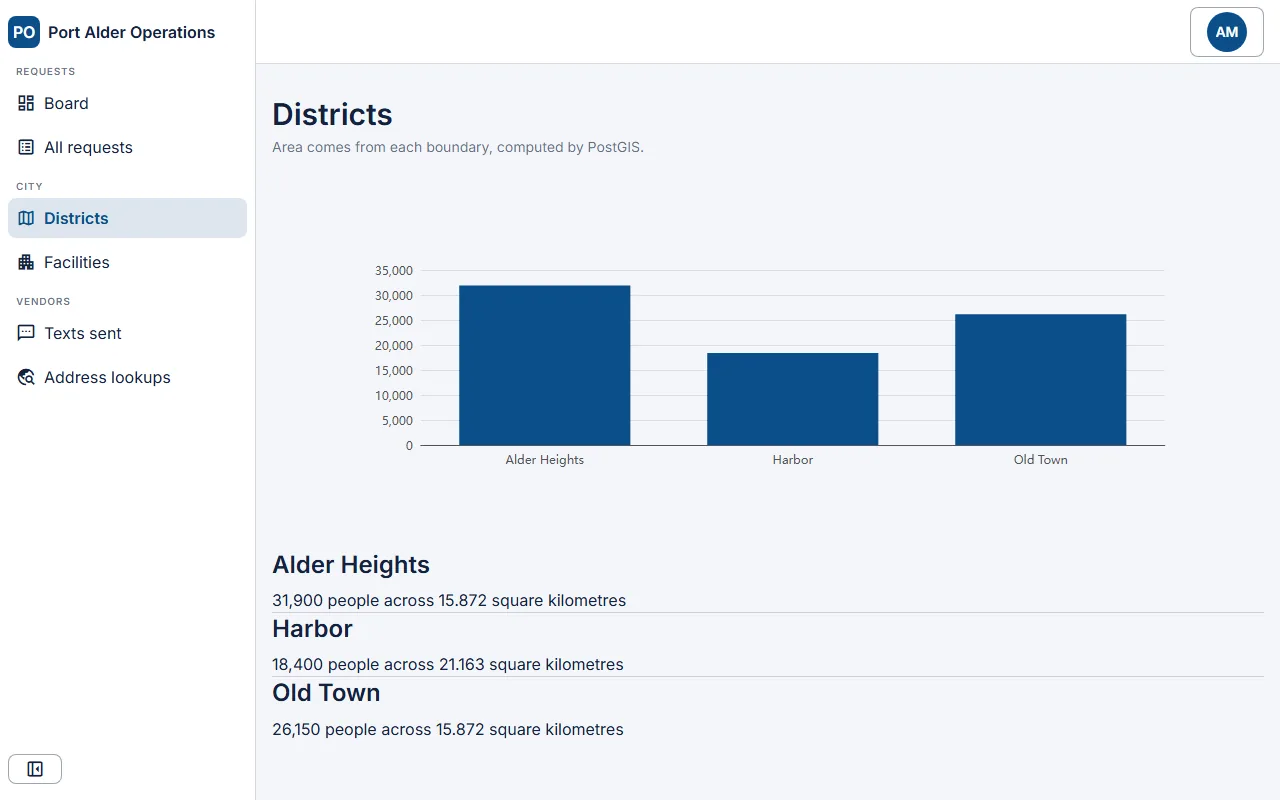 PO Port Alder Operations
AM
REQUESTS
Board
All requests
CITY
Districts
Facilities
VENDORS
Texts sent
Address lookups
Districts
Area comes from each boundary, computed by PostGIS.
35,000
30,000
25,000
20,000
15,000
10,000
5,000
0
Alder Heights Harbor Old Town
Alder Heights
31,900 people across 15.872 square kilometres
Harbor
18,400 people across 21.163 square kilometres
Old Town
26,150 people across 15.872 square kilometres